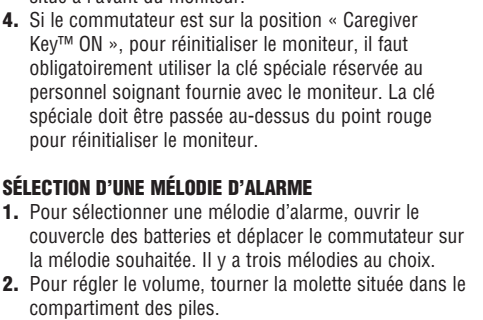 situé à l'avant du moniteur.
4. Si le commutateur est sur la position « Caregiver
Key™ ON », pour réinitialiser le moniteur, il faut
obligatoirement utiliser la clé spéciale réservée au
personnel soignant fournie avec le moniteur. La clé
spéciale doit être passée au-dessus du point rouge
pour réinitialiser le moniteur.
SÉLECTION D'UNE MÉLODIE D'ALARME
1. Pour sélectionner une mélodie d'alarme, ouvrir le
couvercle des batteries et déplacer le commutateur sur
la mélodie souhaitée. Il y a trois mélodies au choix.
2. Pour régler le volume, tourner la molette située dans le
compartiment des piles.